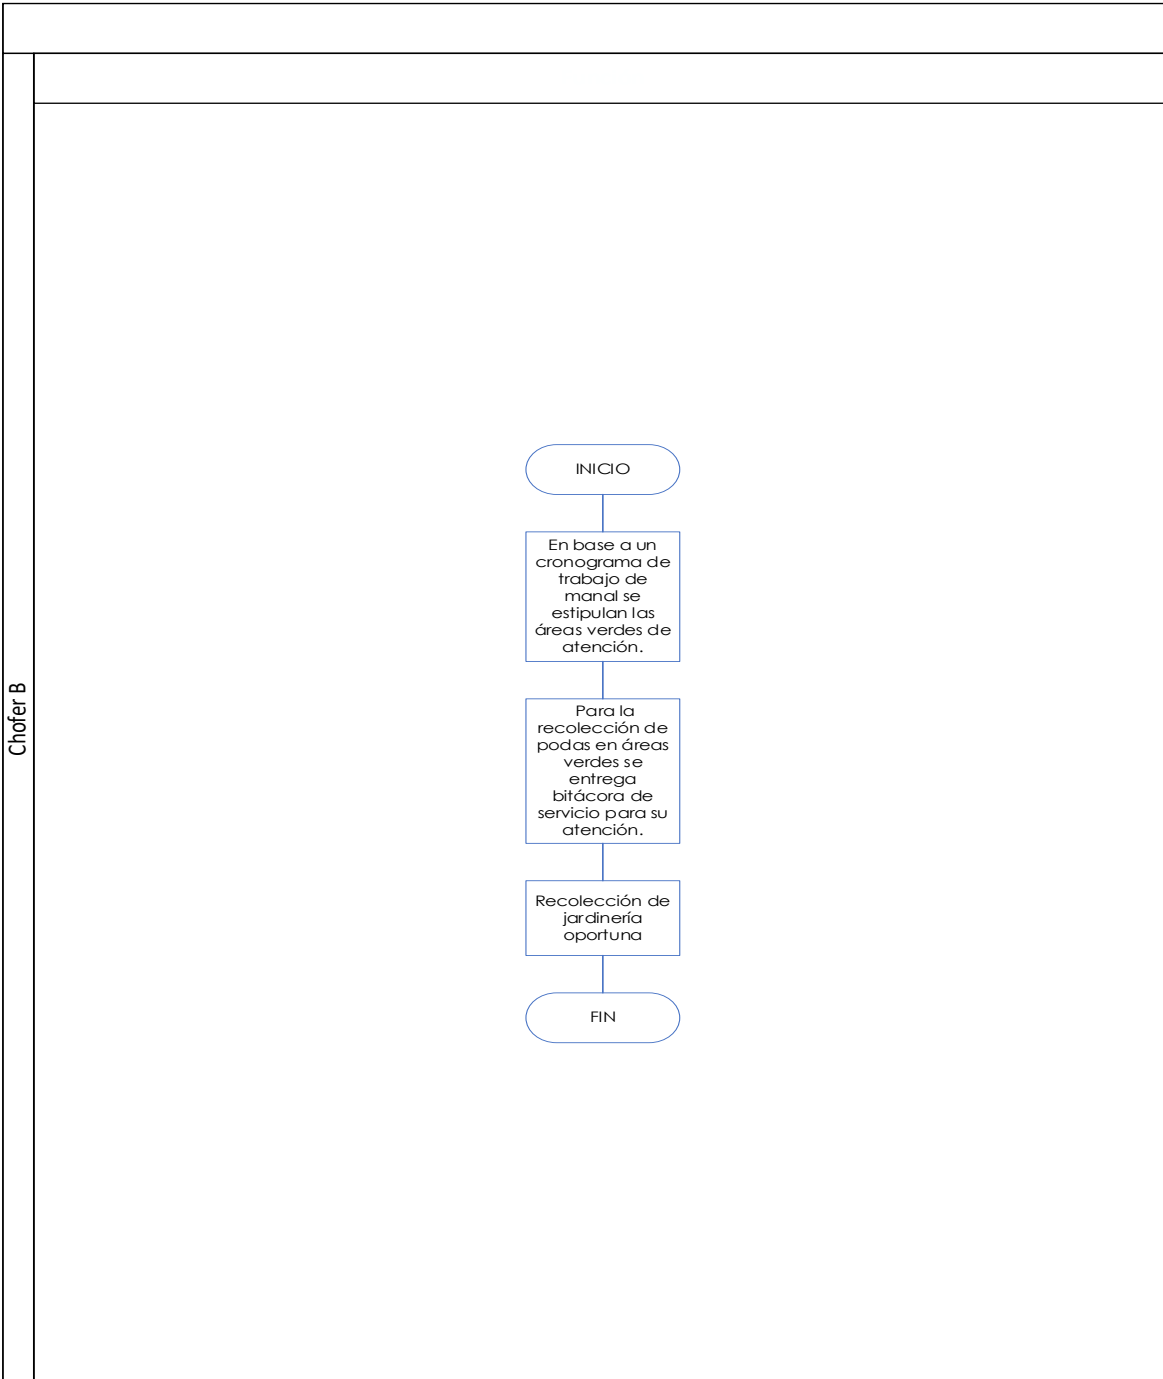 Chofer B
INICIO
En base a un
cronograma de
trabajo de
manal se
estipulan las
áreas verdes de
atención.
Para la
recolección de
podas en áreas
verdes se
entrega
bitácora de
servicio para su
atención.
Recolección de
jardinería
oportuna
FIN